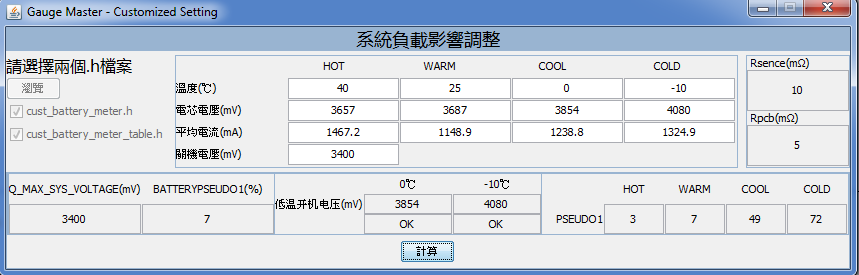 Gauge Master - Customized Setting
系統負載影響調整
請選擇兩個.h檔案
瀏覽
cust_battery_meter.h
cust_battery_meter_table.h
HOT WARM COOL COLD
溫度(℃) 40 25 0 -10
電芯電壓(mV) 3657 3687 3854 4080
平均電流(mA) 1467.2 1148.9 1238.8 1324.9
關機電壓(mV) 3400
Rsence(mΩ)
10
Rpcb(mΩ)
5
Q_MAX_SYS_VOLTAGE(mV) BATTERYPSEUDO1(%)
3400 7
0℃ -10℃
低温开机电压(mV) 3854 4080
OK OK
HOT WARM COOL COLD
PSEUDO1 3 7 49 72
計算